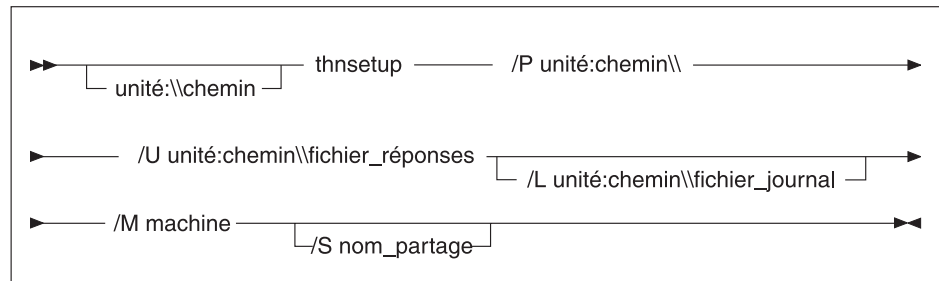 thnsetup /P unité:chemin\\
unité:\\chemin
/U unité:chemin\\fichier_réponses
/L unité:chemin\\fichier_journal
/M machine
/S nom_partage